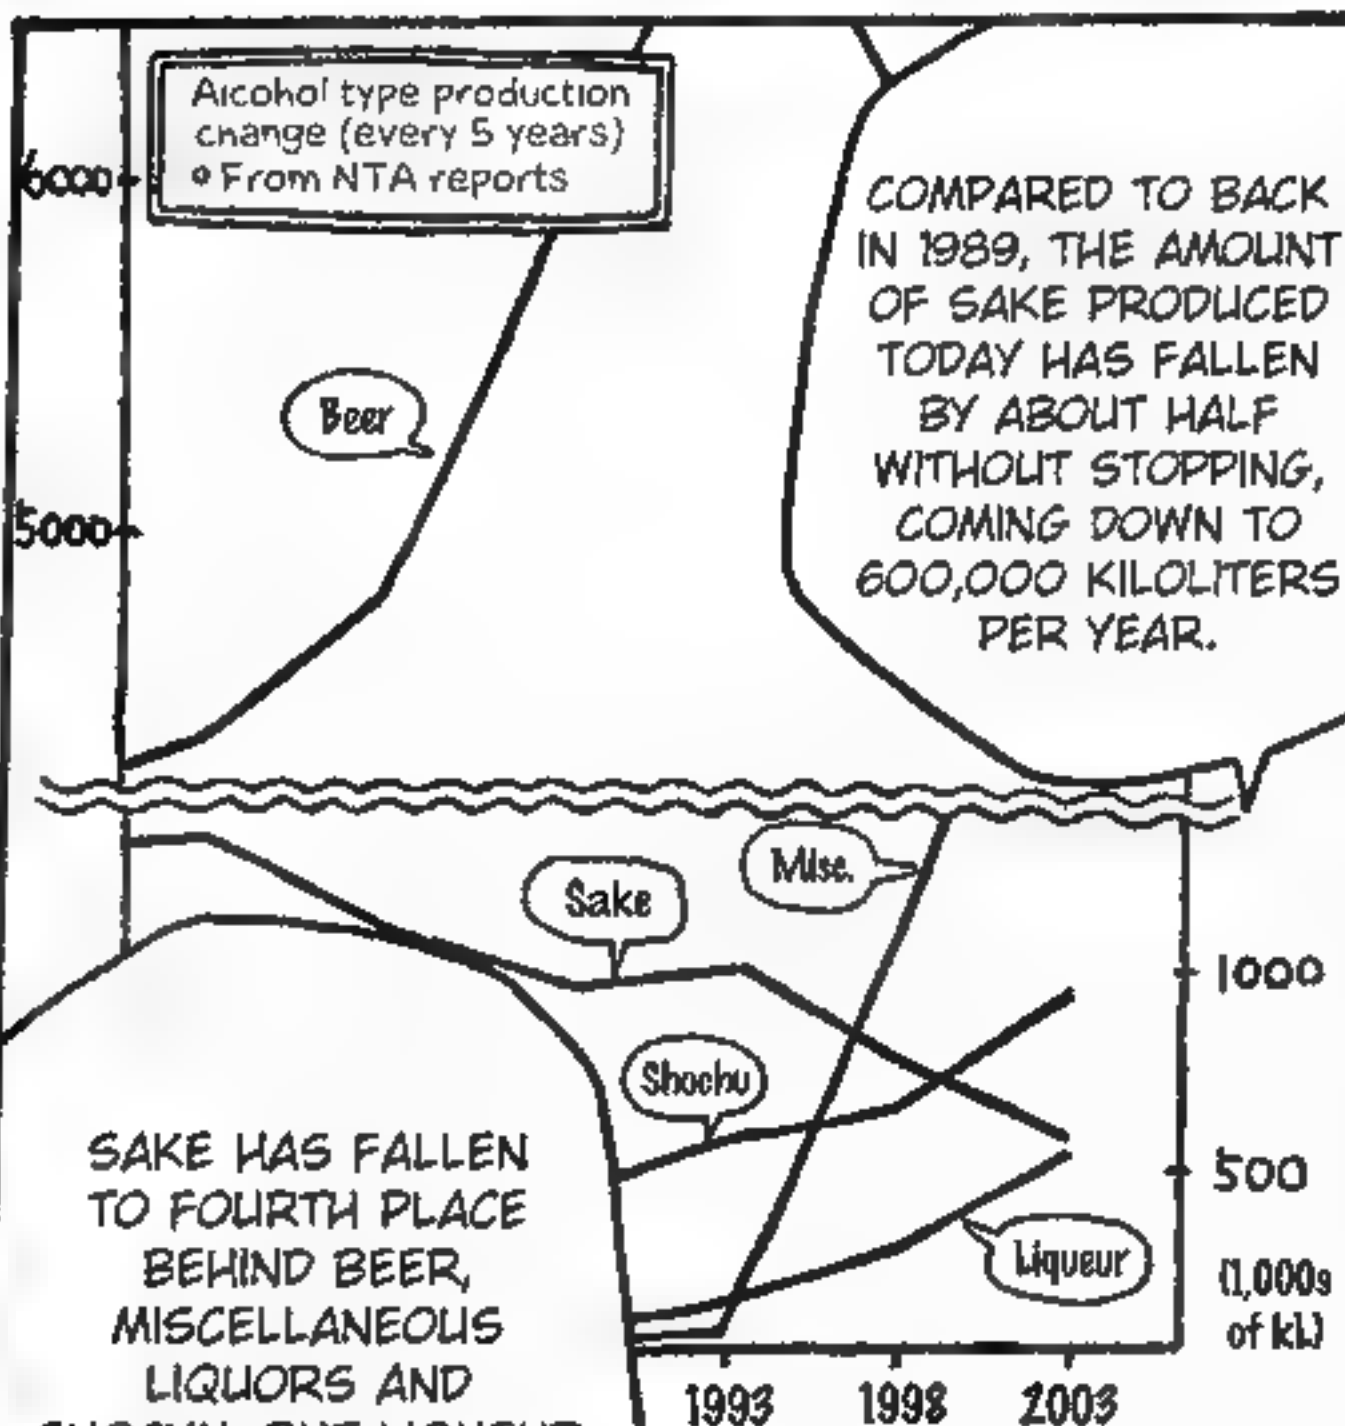 Alcohol type production
change (every 5 years)
From NTA reports
6000
5000
Beer
COMPARED TO BACK
IN 1989, THE AMOUNT
OF SAKE PRODUCED
TODAY HAS FALLEN
BY ABOUT HALF
WITHOUT STOPPING,
COMING DOWN TO
600,000 KILOLITERS
PER YEAR.
Misc.
Sake
Shochu
Liqueur
1000
500
(1,000s
of kl.)
1993 1998 2003
SAKE HAS FALLEN
TO FOURTH PLACE
BEHIND BEER,
MISCELLANEOUS
LIQUORS AND